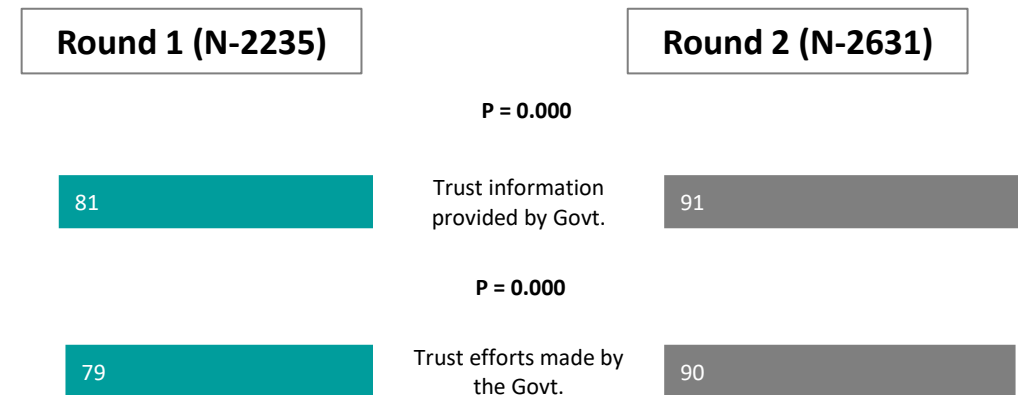 Round 1 (N-2235)
Round 2 (N-2631)
P = 0.000
81
Trust information
provided by Govt.
91
P = 0.000
79
Trust efforts made by
the Govt.
90